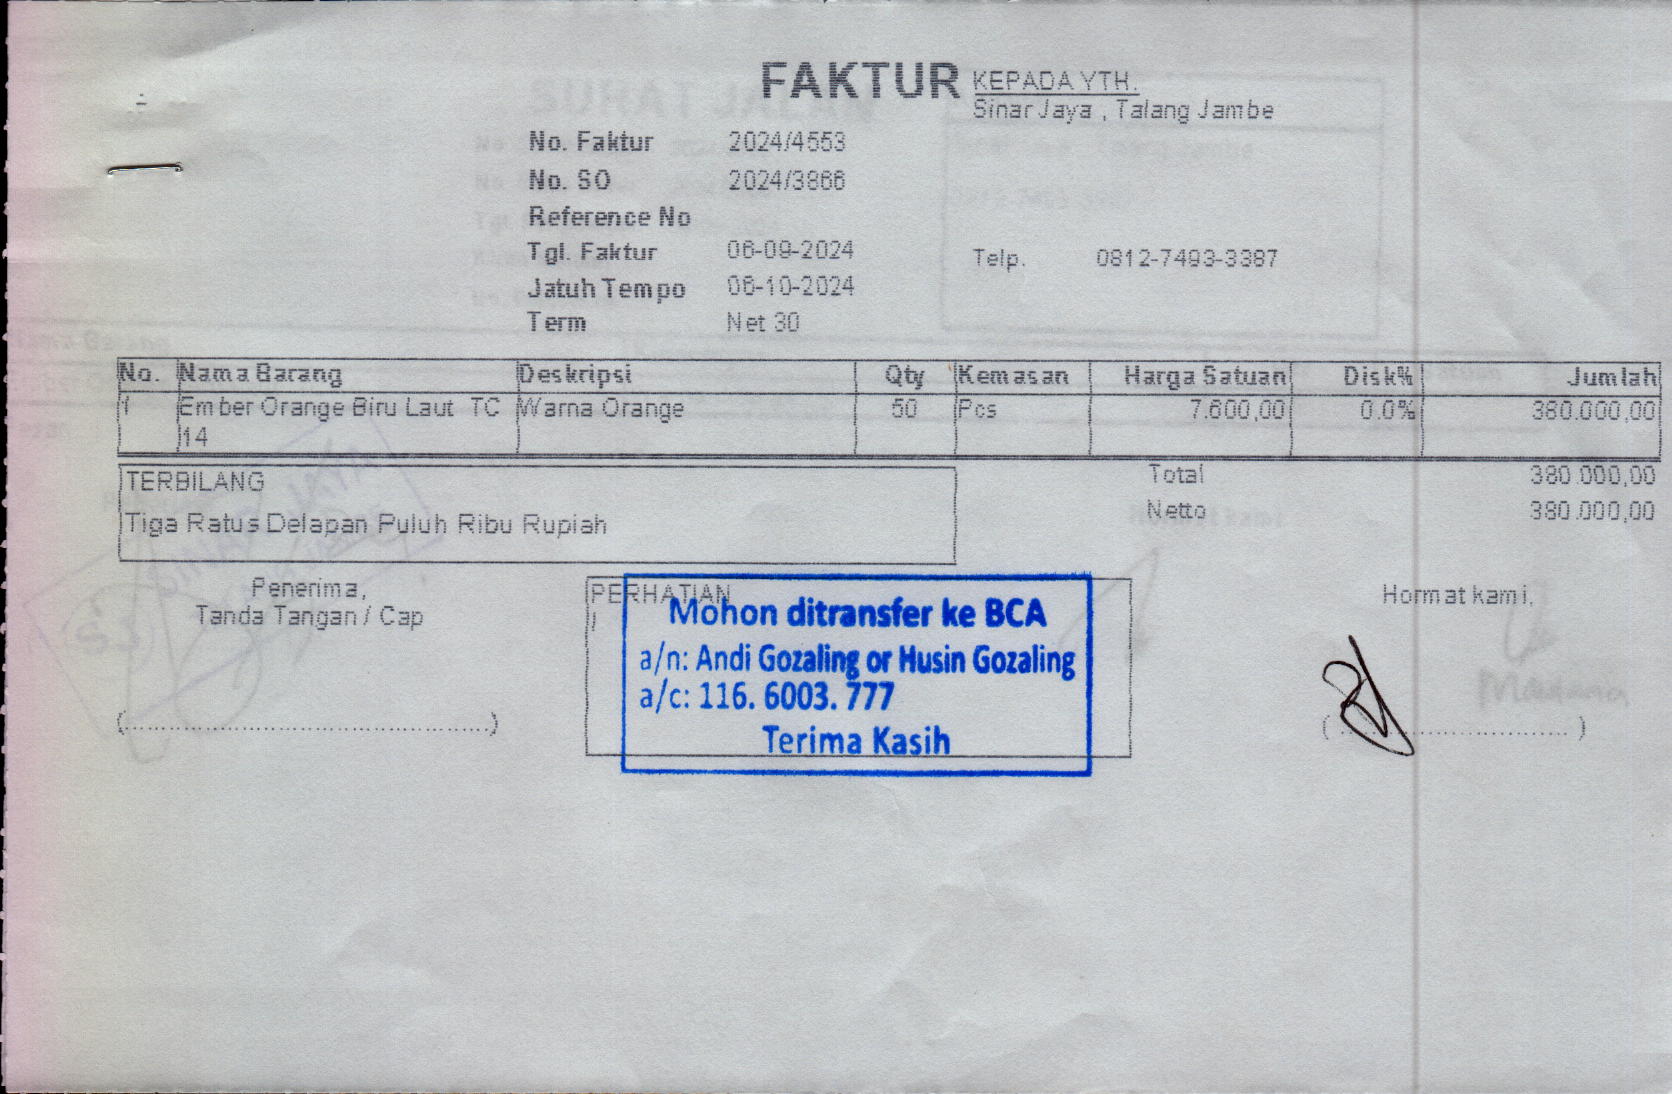 FAKTUR
KEPADA YTH.
Sinar Jaya , Talang Jambe
No. Faktur 2024/4553
No. SO 2024/3866
Reference No
Tgl. Faktur 06-09-2024
Telp. 0812-7493-3387
Jatuh Tempo 06-10-2024
Term Net 30
No. Nama Barang Deskripsi Qty Kemasan Harga Satuan Disk% Jumlah
1 Ember Orange Biru Laut TC Warna Orange 50 Pcs 7.600,00 0.0% 380.000,00
14
TERBILANG
Total 380.000,00
Tiga Ratus Delapan Puluh Ribu Rupiah
Netto 380.000,00
Penerima,
Tanda Tangan / Cap
PERHATIAN
Mohon ditransfer ke BCA
a/n: Andi Gozaling or Husin Gozaling
a/c: 116. 6003. 777
Terima Kasih
Hormat kami,
(..................................................)
( .................................. )